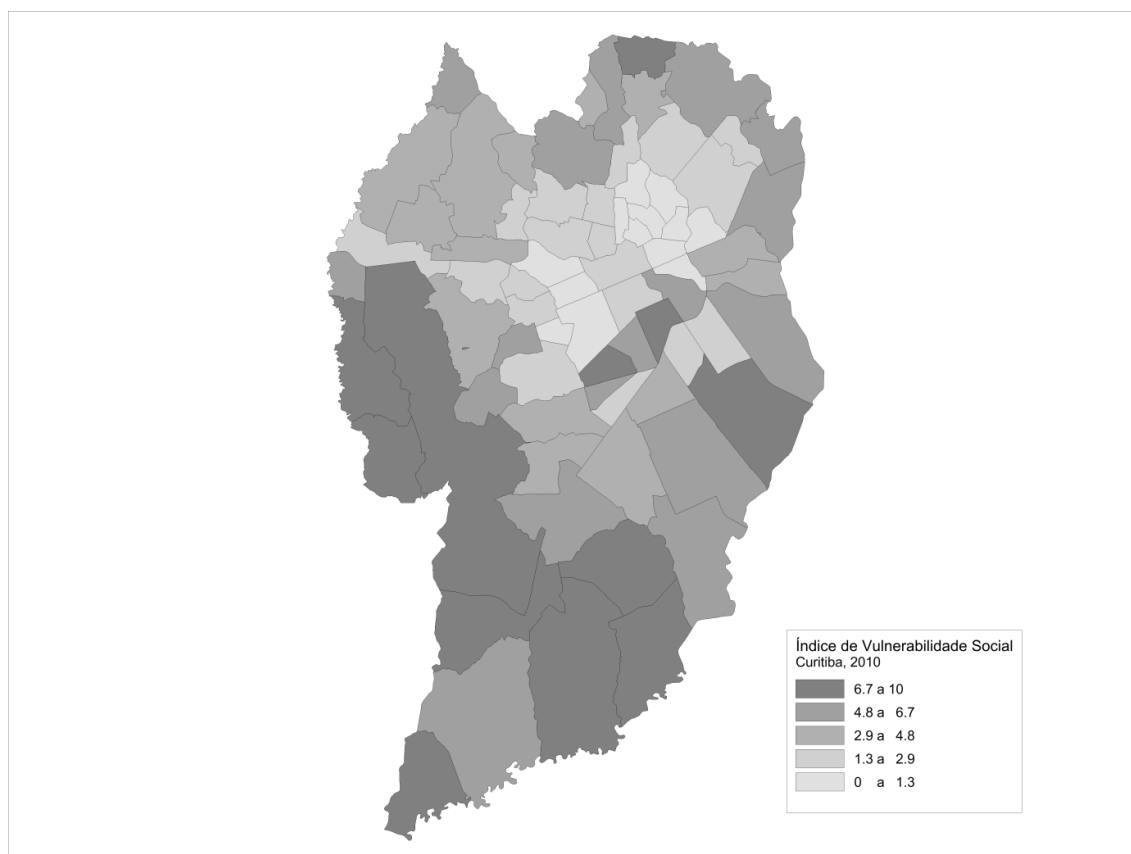 Índice de Vulnerabilidade Social
Curitiba, 2010
6.7 a 10
4.8 a 6.7
2.9 a 4.8
1.3 a 2.9
0 a 1.3